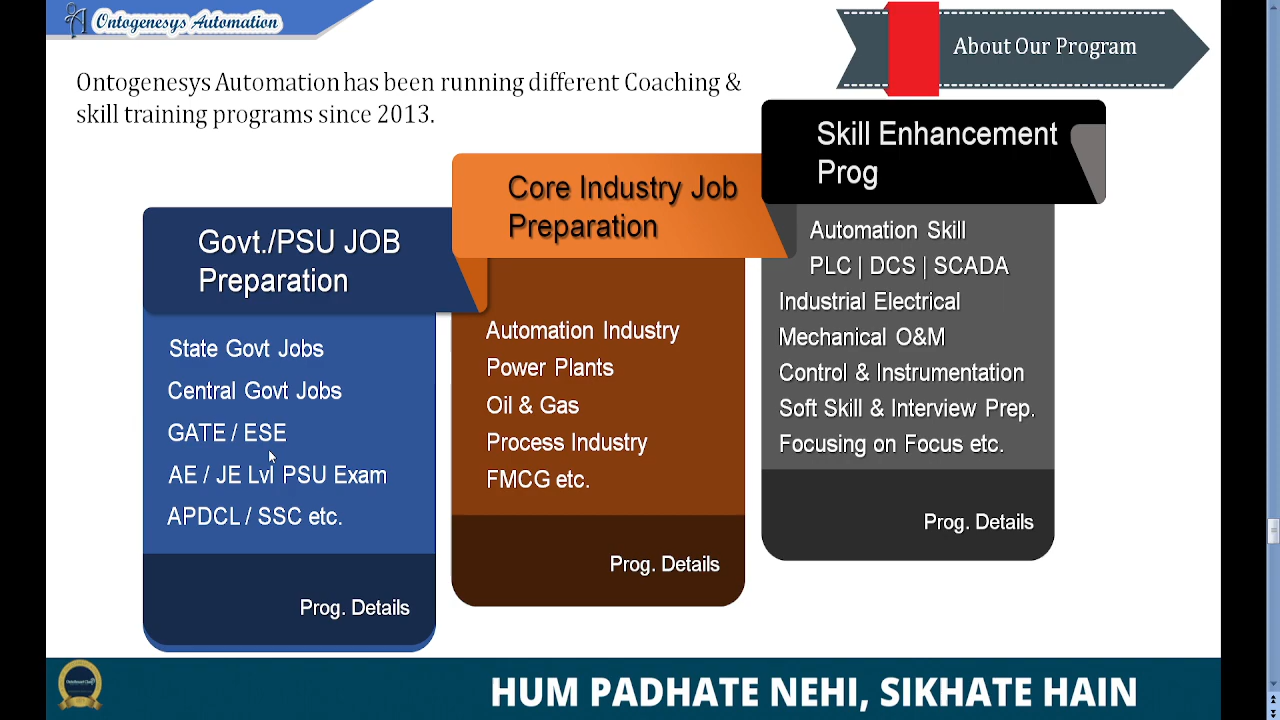 Ontogenesys Automation
About Our Program
Ontogenesys Automation has been running different Coaching &
skill training programs since 2013.
Govt./PSU JOB
Preparation
State Govt Jobs
Central Govt Jobs
GATE / ESE
AE / JE Lvl PSU Exam
APDCL / SSC etc.
Prog. Details
Core Industry Job
Preparation
Automation Industry
Power Plants
Oil & Gas
Process Industry
FMCG etc.
Prog. Details
Skill Enhancement
Prog
Automation Skill
PLC | DCS | SCADA
Industrial Electrical
Mechanical O&M
Control & Instrumentation
Soft Skill & Interview Prep.
Focusing on Focus etc.
Prog. Details
HUM PADHATE NEHI, SIKHATE HAIN